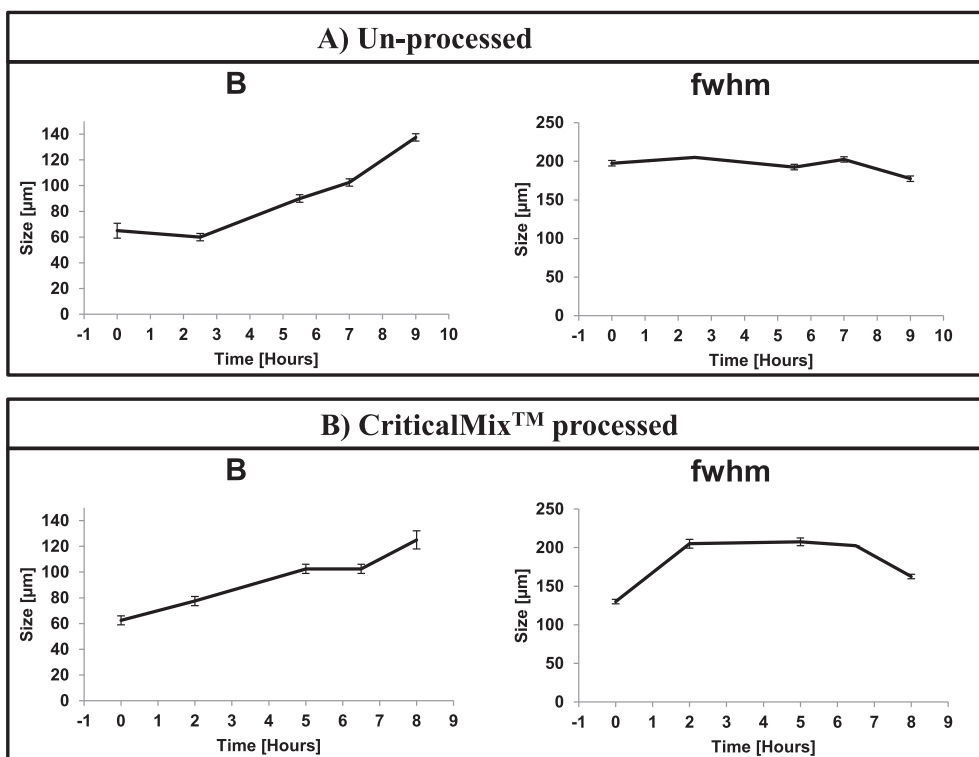 A) Un-processed
B
Size [µm]
140
120
100
80
60
40
20
0
-1 0 1 2 3 4 5 6 7 8 9 10
Time [Hours]
fwhm
Size [µm]
250
200
150
100
50
0
-1 0 1 2 3 4 5 6 7 8 9 10
Time [Hours]
B) CriticalMix™ processed
B
Size [µm]
140
120
100
80
60
40
20
0
-1 0 1 2 3 4 5 6 7 8 9
Time [Hours]
fwhm
Size [µm]
250
200
150
100
50
0
-1 0 1 2 3 4 5 6 7 8 9
Time [Hours]